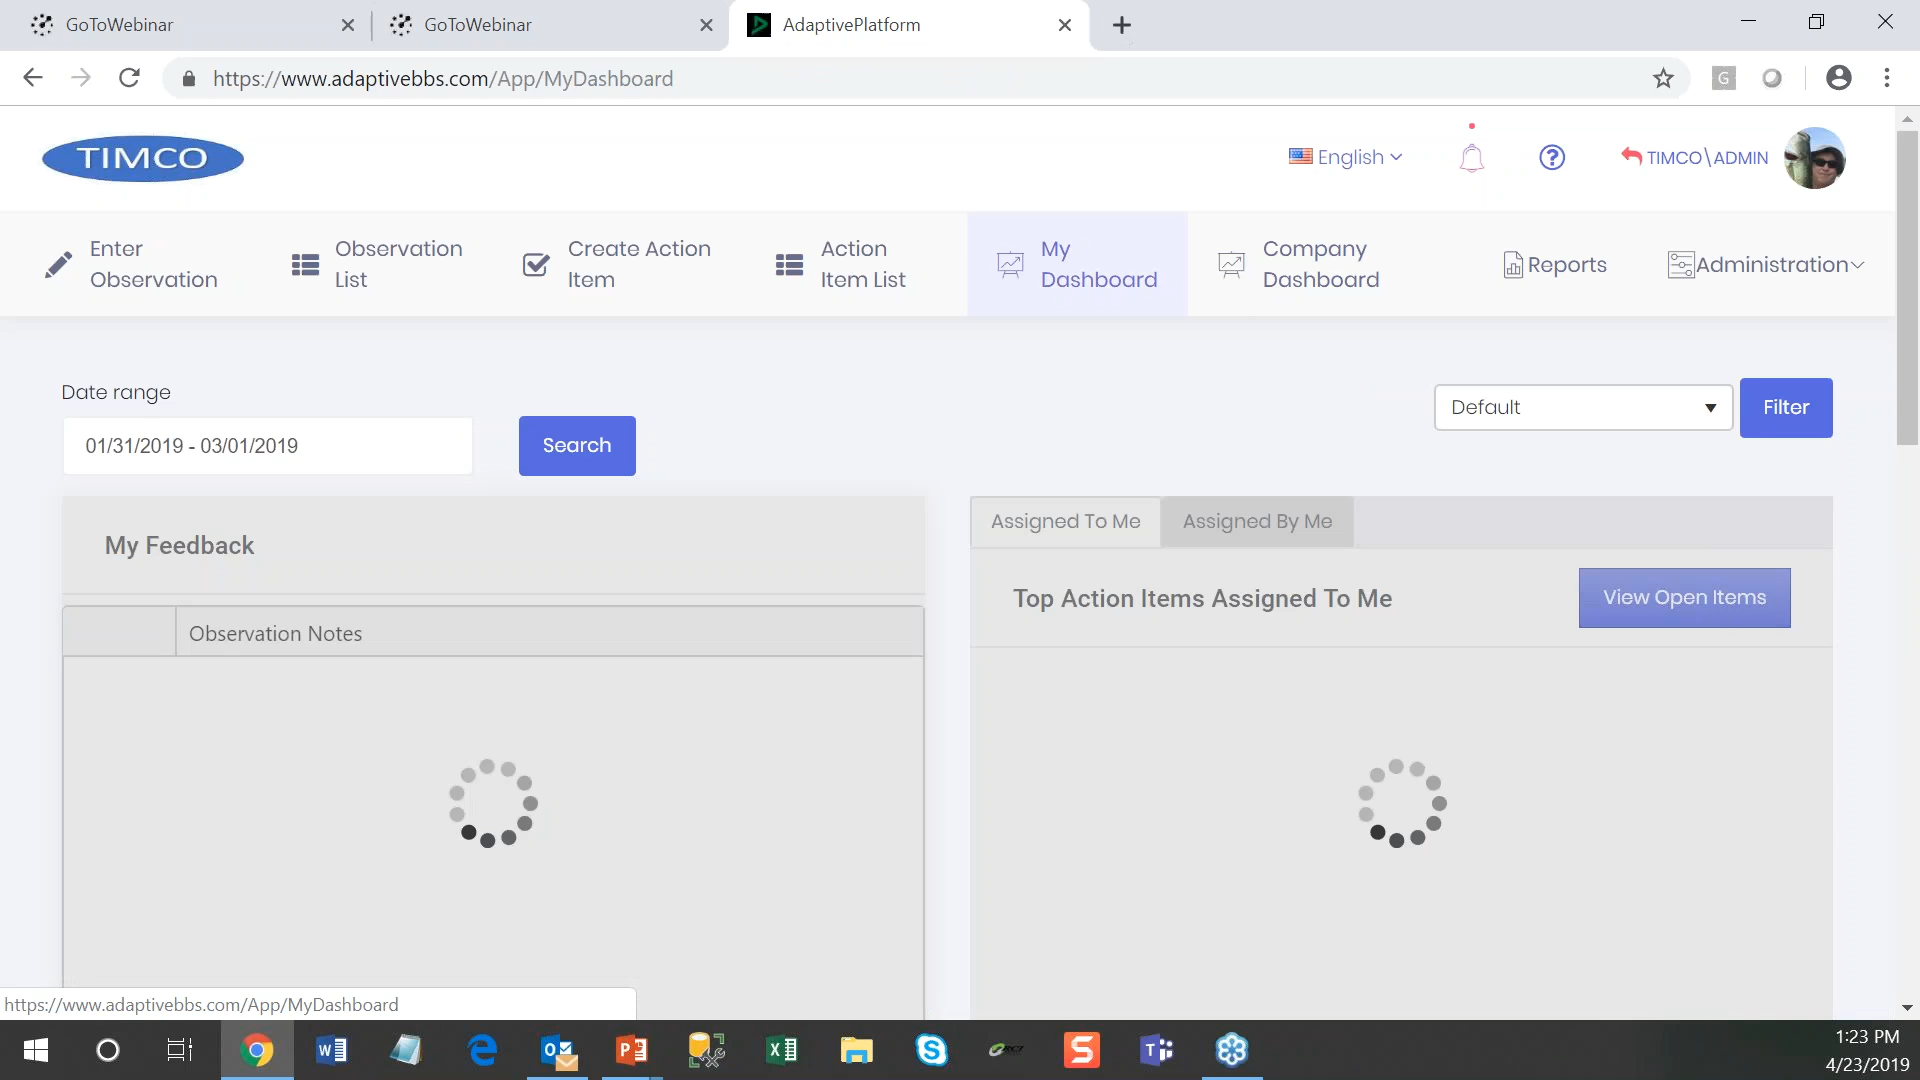 GoToWebinar
GoToWebinar
AdaptivePlatform
https://www.adaptivebbs.com/App/MyDashboard
G
TIMCO
English
?
TIMCO\ADMIN
Enter
Observation
Observation
List
Create Action
Item
Action
Item List
My
Dashboard
Company
Dashboard
Reports
Administration
Date range
01/31/2019 - 03/01/2019
Search
Default
Filter
My Feedback
Observation Notes
Assigned To Me
Assigned By Me
Top Action Items Assigned To Me
View Open Items
https://www.adaptivebbs.com/App/MyDashboard
1:23 PM
4/23/2019